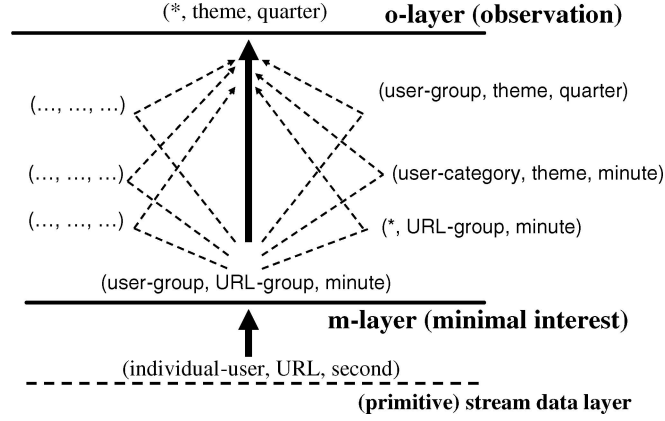 (*, theme, quarter)
o-layer (observation)
(…, …, …)
(user-group, theme, quarter)
(…, …, …)
(user-category, theme, minute)
(…, …, …)
(*, URL-group, minute)
(user-group, URL-group, minute)
m-layer (minimal interest)
(individual-user, URL, second)
(primitive) stream data layer